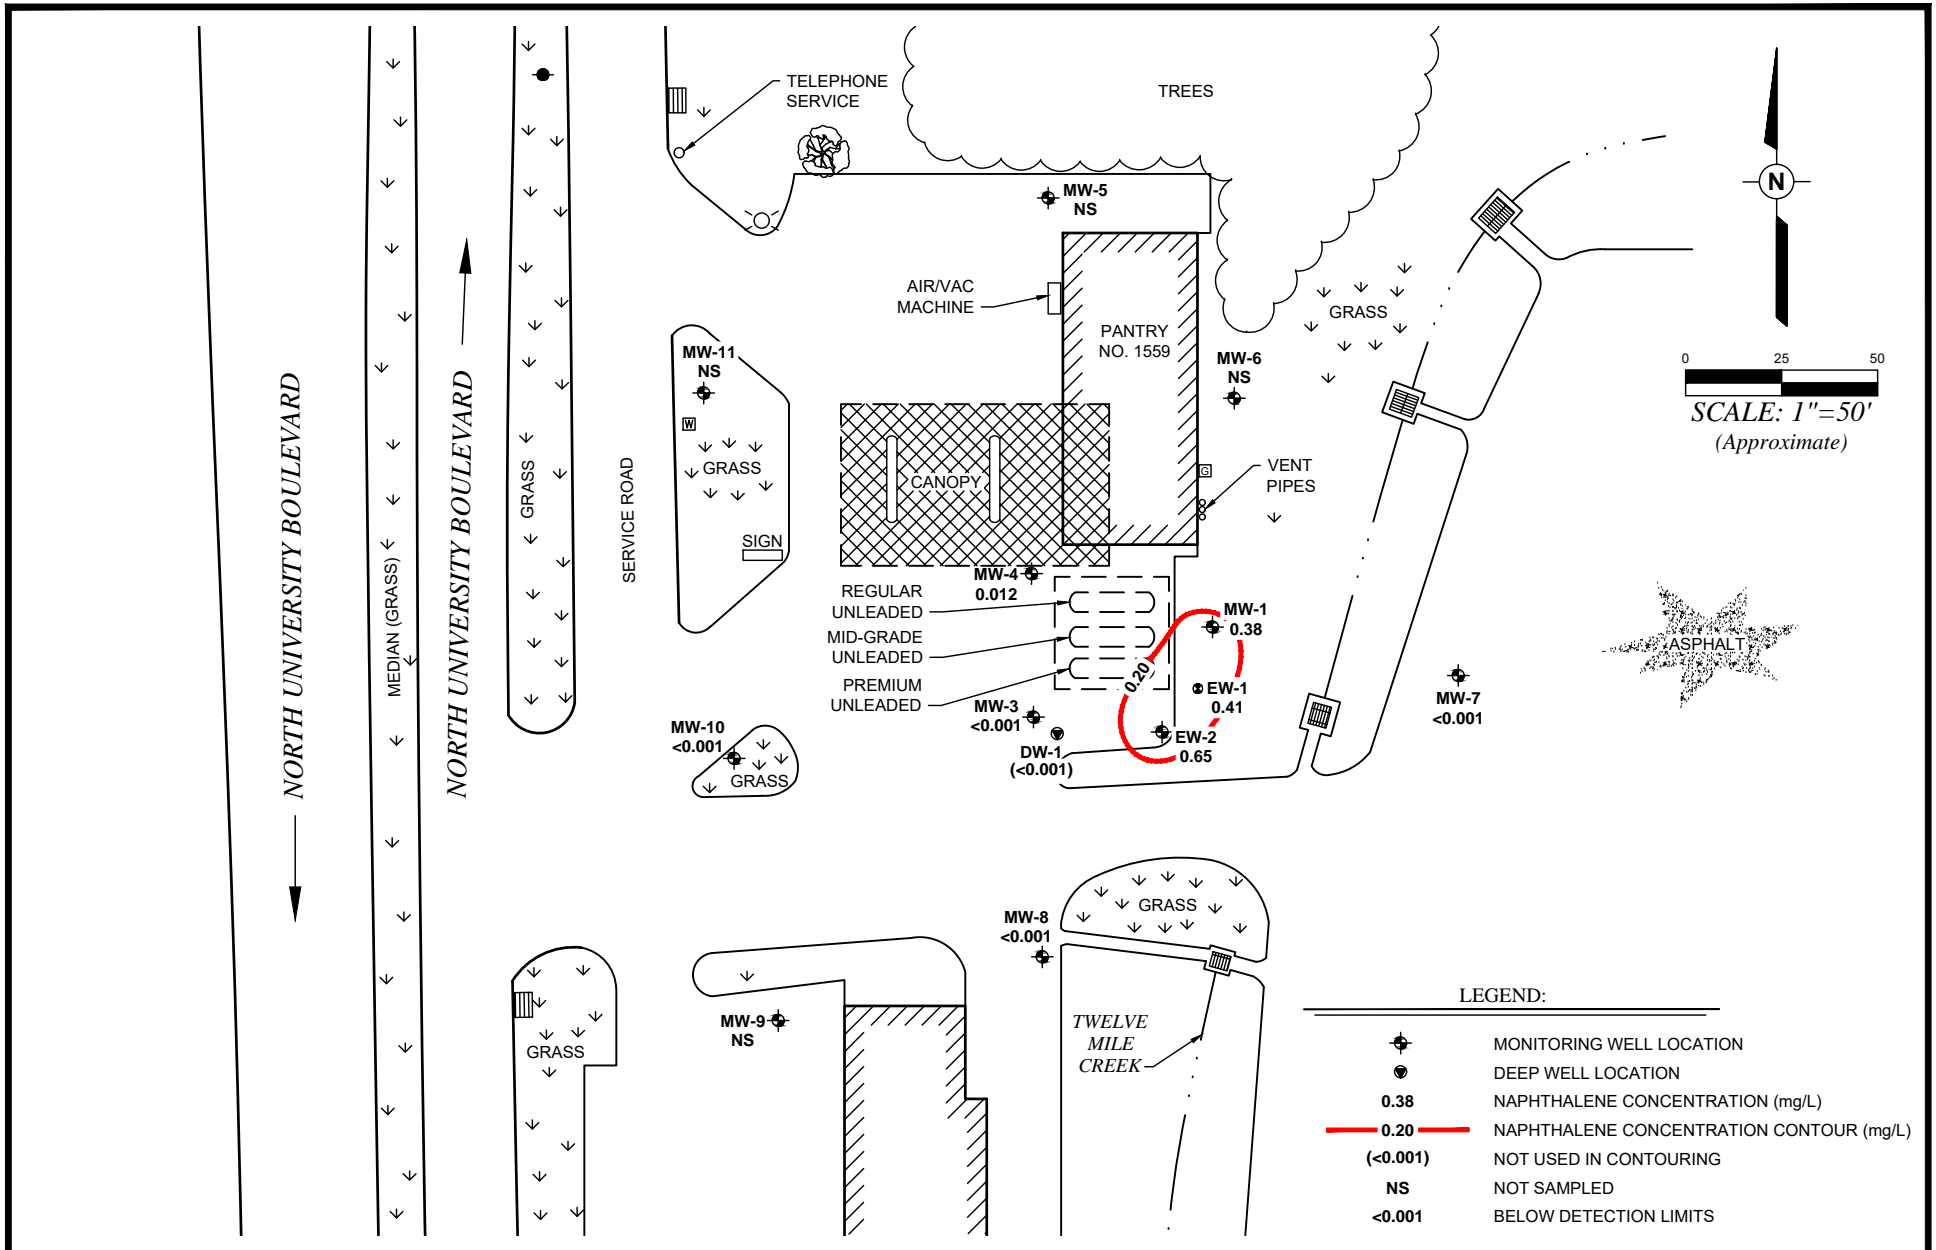 TELEPHONE
SERVICE
TREES
N
MW-5
NS
AIR/VAC
MACHINE
PANTRY
NO. 1559
GRASS
0 25 50
SCALE: 1"=50'
(Approximate)
MW-11
NS
MW-6
NS
W
GRASS
CANOPY
G
VENT
PIPES
SIGN
NORTH UNIVERSITY BOULEVARD
MEDIAN (GRASS)
NORTH UNIVERSITY BOULEVARD
GRASS
SERVICE ROAD
MW-4
0.012
REGULAR
UNLEADED
MID-GRADE
UNLEADED
PREMIUM
UNLEADED
MW-1
0.38
0.20
EW-1
0.41
EW-2
0.65
MW-3
<0.001
DW-1
(<0.001)
MW-7
<0.001
ASPHALT
MW-10
<0.001
GRASS
MW-8
<0.001
GRASS
MW-9
NS
GRASS
TWELVE
MILE
CREEK
LEGEND:
MONITORING WELL LOCATION
DEEP WELL LOCATION
0.38 NAPHTHALENE CONCENTRATION (mg/L)
0.20 NAPHTHALENE CONCENTRATION CONTOUR (mg/L)
(<0.001) NOT USED IN CONTOURING
NS NOT SAMPLED
<0.001 BELOW DETECTION LIMITS